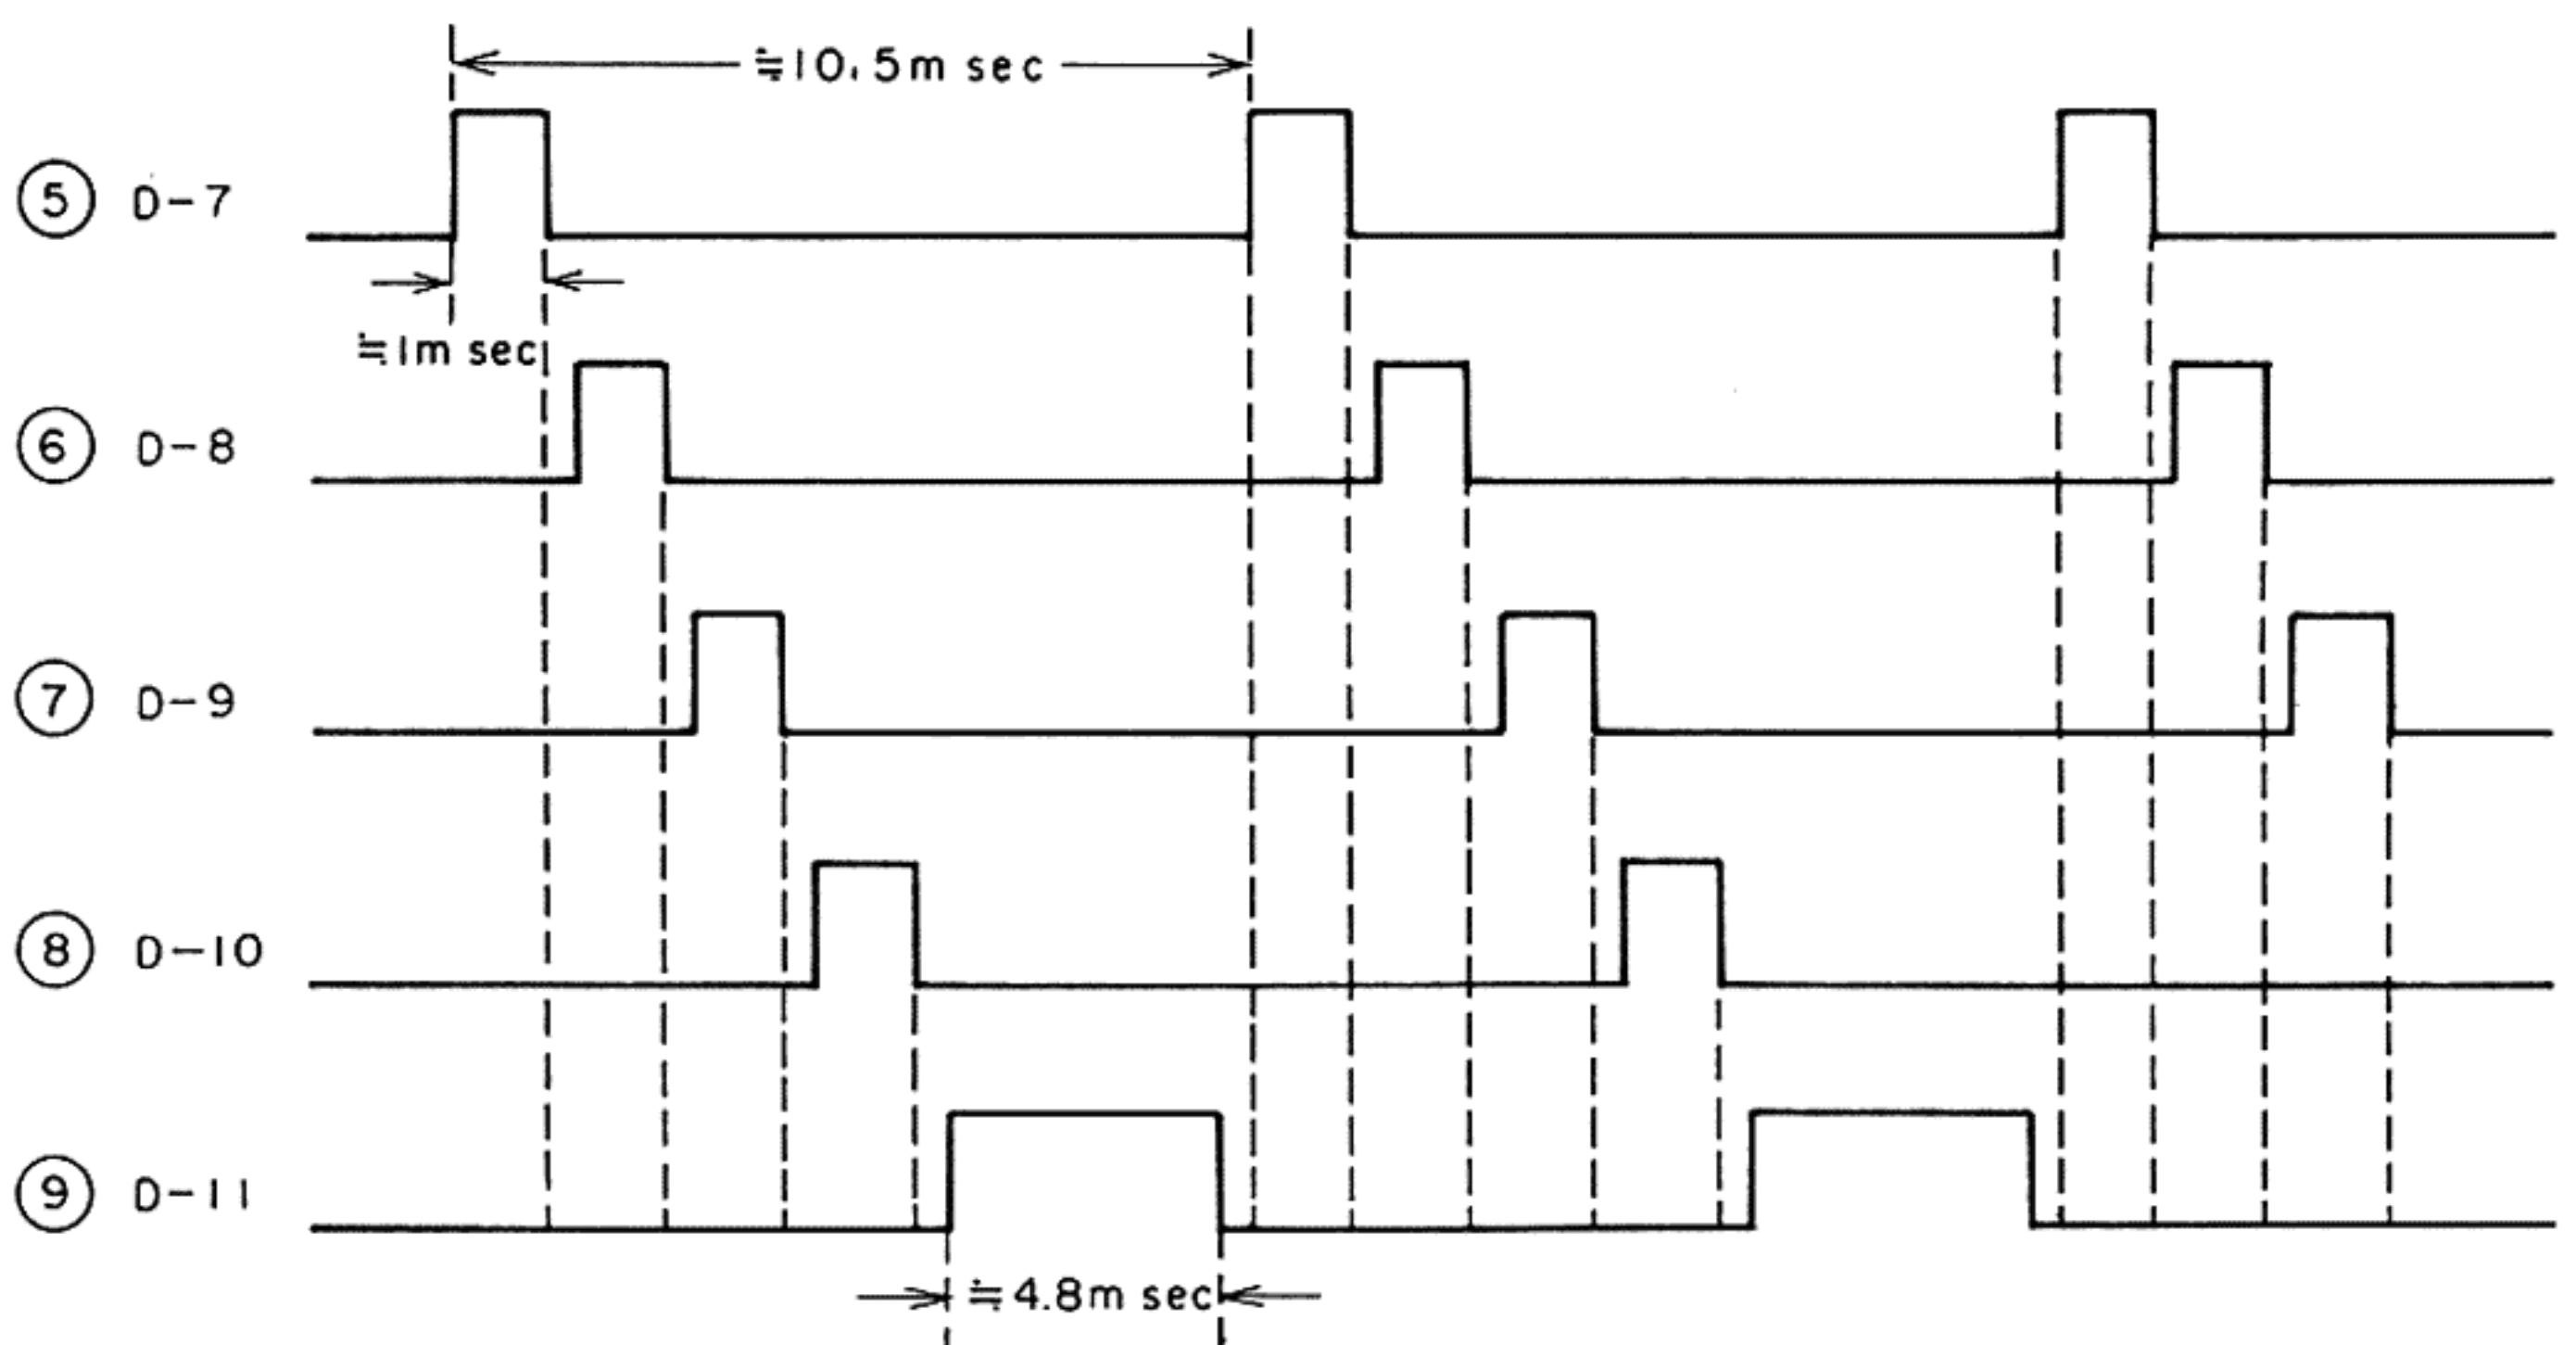 ≒10.5m sec
⑤ D-7
≒1m sec
⑥ D-8
⑦ D-9
⑧ D-10
⑨ D-11
≒4.8m sec